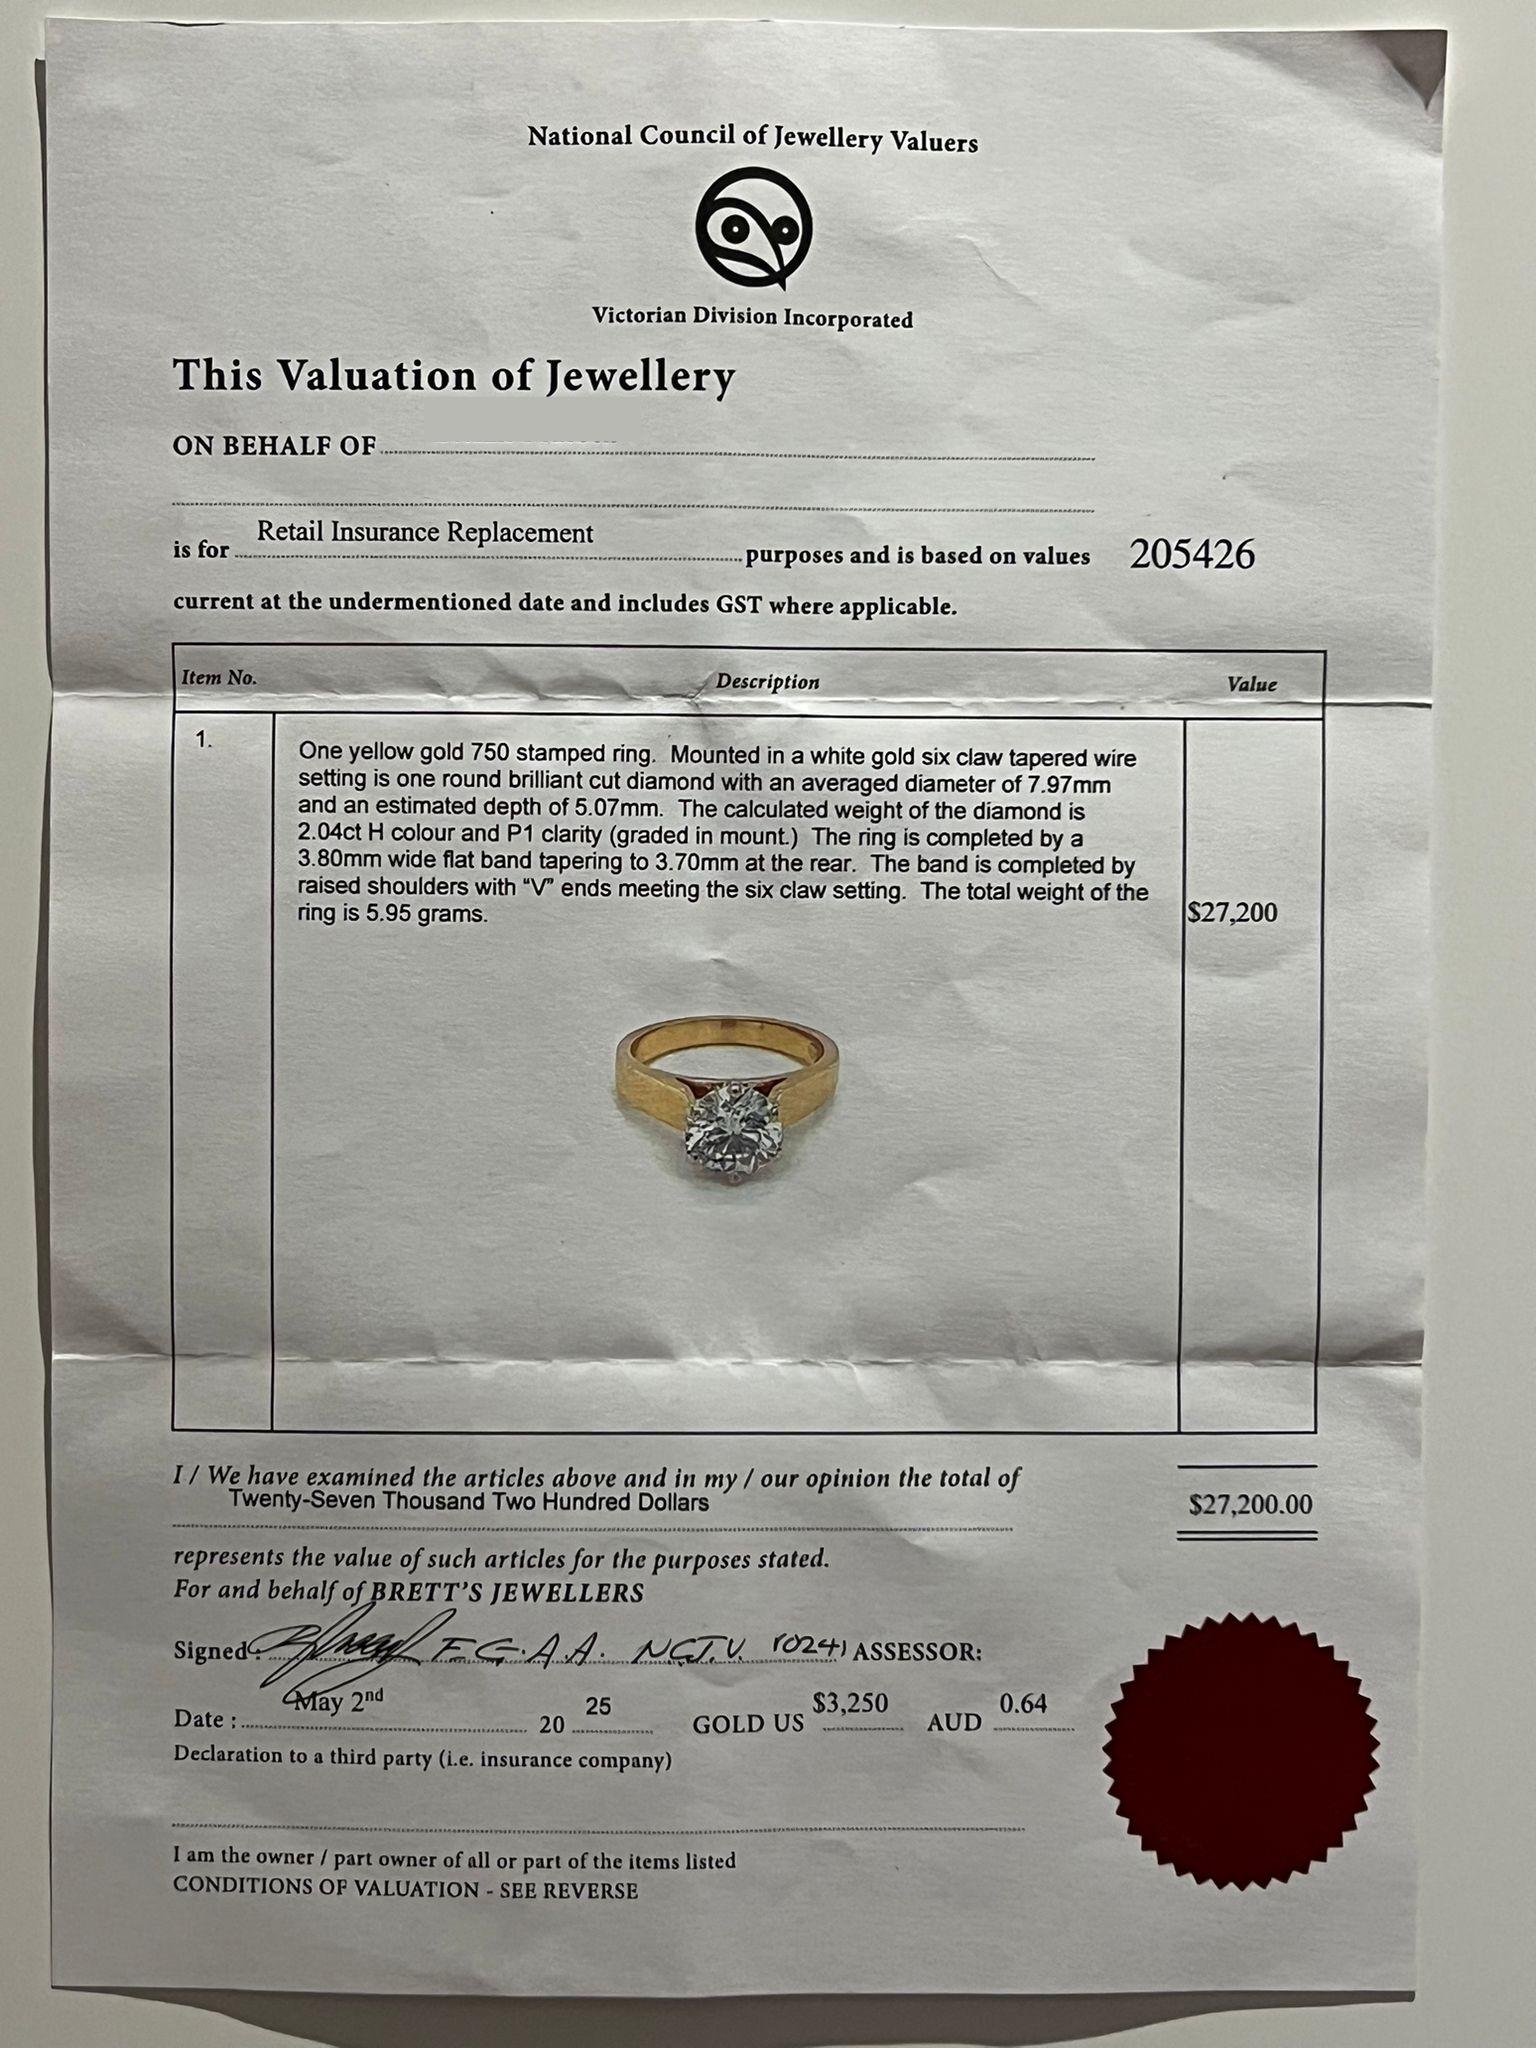 National Council of Jewellery Valuers
Victorian Division Incorporated
This Valuation of Jewellery
ON BEHALF OF
Retail Insurance Replacement
is for purposes and is based on values 205426
current at the undermentioned date and includes GST where applicable.
Item No. Description Value
1.
One yellow gold 750 stamped ring. Mounted in a white gold six claw tapered wire
setting is one round brilliant cut diamond with an averaged diameter of 7.97mm
and an estimated depth of 5.07mm. The calculated weight of the diamond is
2.04ct H colour and P1 clarity (graded in mount.) The ring is completed by a
3.80mm wide flat band tapering to 3.70mm at the rear. The band is completed by
raised shoulders with “V” ends meeting the six claw setting. The total weight of the
ring is 5.95 grams.
$27,200
I / We have examined the articles above and in my / our opinion the total of
Twenty-Seven Thousand Two Hundred Dollars $27,200.00
represents the value of such articles for the purposes stated.
For and behalf of BRETT'S JEWELLERS
Signed: F.G.A.A. N.C.J.V. (024) ASSESSOR:
Date : May 2nd 20 25 GOLD US $3,250 AUD 0.64
Declaration to a third party (i.e. insurance company)
I am the owner / part owner of all or part of the items listed
CONDITIONS OF VALUATION - SEE REVERSE